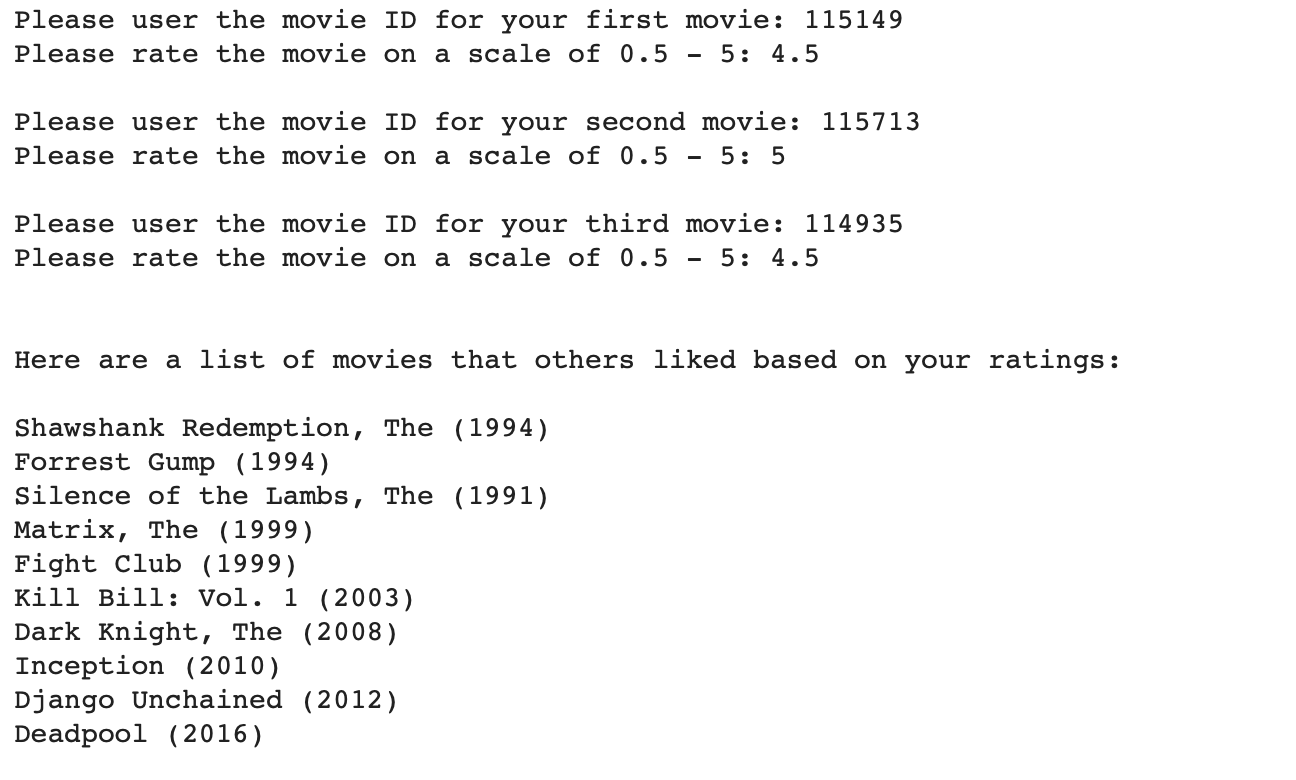 Please user the movie ID for your first movie: 115149
Please rate the movie on a scale of 0.5 - 5: 4.5
Please user the movie ID for your second movie: 115713
Please rate the movie on a scale of 0.5 - 5: 5
Please user the movie ID for your third movie: 114935
Please rate the movie on a scale of 0.5 - 5: 4.5
Here are a list of movies that others liked based on your ratings:
Shawshank Redemption, The (1994)
Forrest Gump (1994)
Silence of the Lambs, The (1991)
Matrix, The (1999)
Fight Club (1999)
Kill Bill: Vol. 1 (2003)
Dark Knight, The (2008)
Inception (2010)
Django Unchained (2012)
Deadpool (2016)